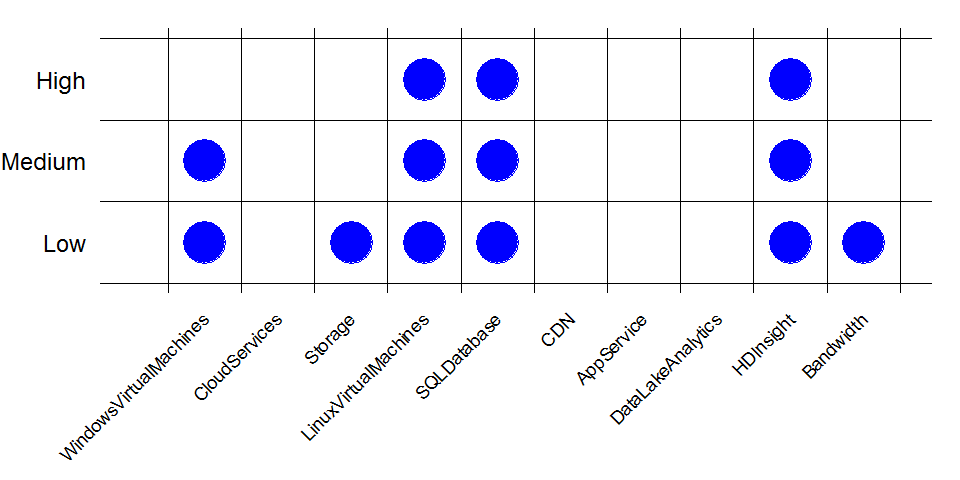 High
Medium
Low
WindowsVirtualMachines
CloudServices
Storage
LinuxVirtualMachines
SQLDatabase
CDN
AppService
DataLakeAnalytics
HDInsight
Bandwidth